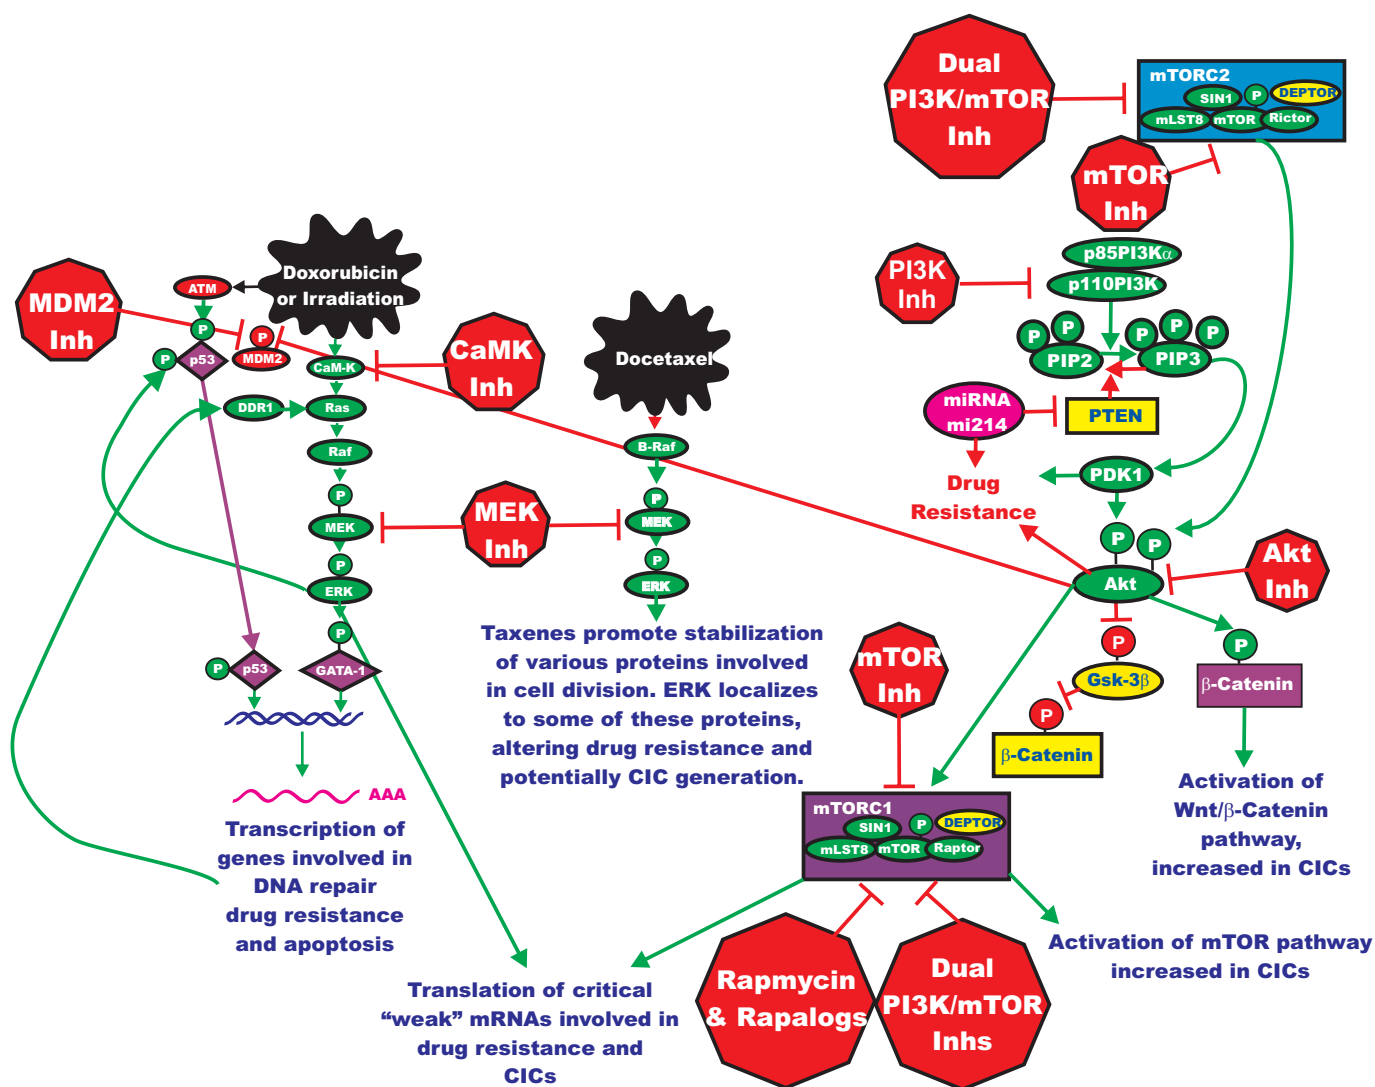 Dual
PI3K/mTOR
Inh
mTORC2
SIN1
P
DEPTOR
mLST8
mTOR
Rictor
mTOR
Inh
p85PI3Kα
p110PI3K
PI3K
Inh
P
P
PIP2
P
P
P
PIP3
miRNA
mi214
PTEN
Drug
Resistance
PDK1
P
P
Akt
Akt
Inh
P
Gsk-3β
P
β-Catenin
P
β-Catenin
Activation of
Wnt/β-Catenin
pathway,
increased in CICs
Doxorubicin
or Irradiation
ATM
MDM2
Inh
P
P
p53
P
MDM2
CaM-K
CaMK
Inh
DDR1
Ras
Raf
P
MEK
P
ERK
P
GATA-1
P
p53
AAA
Transcription of
genes involved in
DNA repair
drug resistance
and apoptosis
Docetaxel
B-Raf
P
MEK
P
ERK
MEK
Inh
Taxenes promote stabilization
of various proteins involved
in cell division. ERK localizes
to some of these proteins,
altering drug resistance and
potentially CIC generation.
mTOR
Inh
mTORC1
SIN1
P
DEPTOR
mLST8
mTOR
Raptor
Rapmycin
& Rapalogs
Dual
PI3K/mTOR
Inhs
Activation of mTOR pathway
increased in CICs
Translation of critical
“weak” mRNAs involved in
drug resistance and
CICs